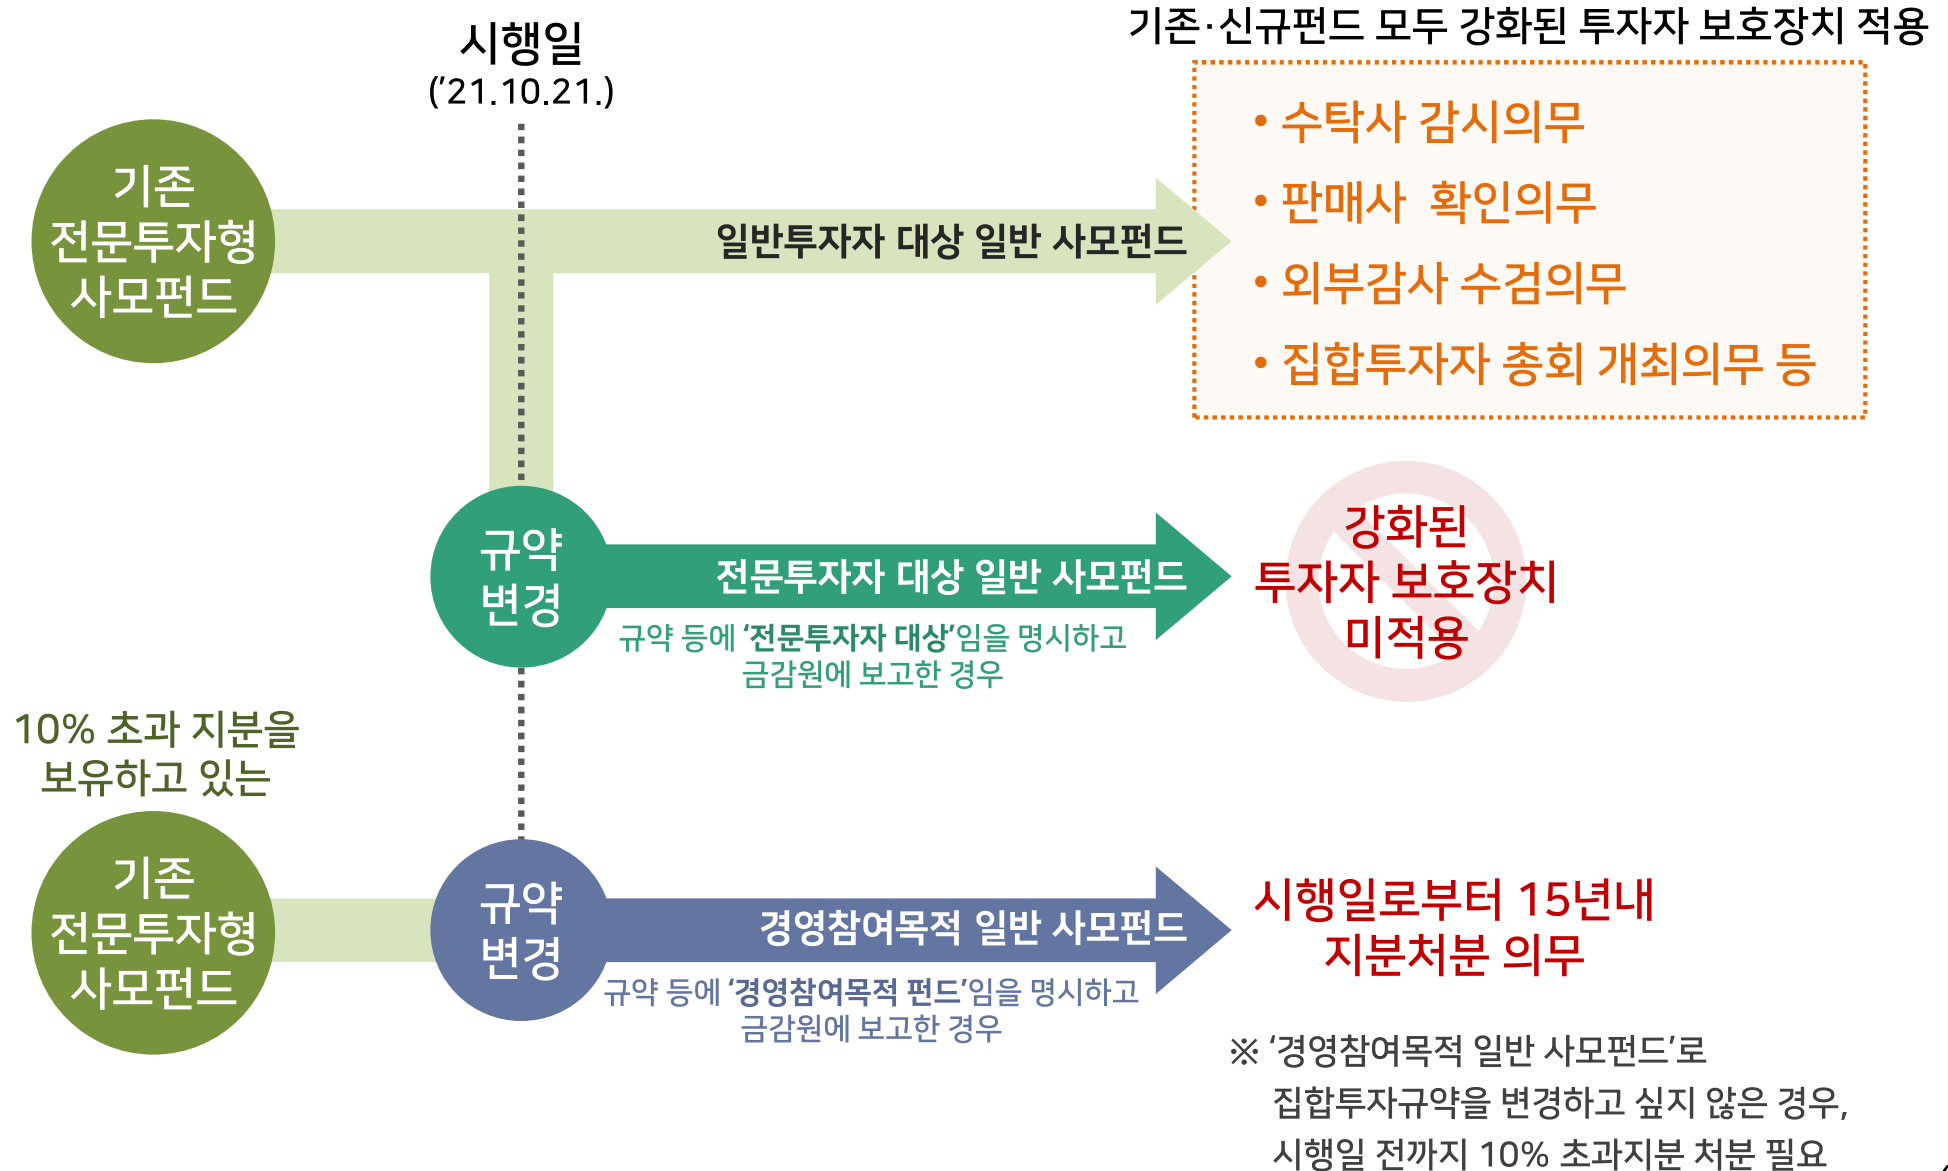 기존·신규펀드 모두 강화된 투자자 보호장치 적용
시행일
('21.10.21.)
• 수탁사 감시의무
• 판매사 확인의무
• 외부감사 수검의무
• 집합투자자 총회 개최의무 등
기존
전문투자형
사모펀드
일반투자자 대상 일반 사모펀드
규약
변경
전문투자자 대상 일반 사모펀드
규약 등에 ‘전문투자자 대상’임을 명시하고
금감원에 보고한 경우
강화된
투자자 보호장치
미적용
10% 초과 지분을
보유하고 있는
기존
전문투자형
사모펀드
규약
변경
경영참여목적 일반 사모펀드
규약 등에 ‘경영참여목적 펀드’임을 명시하고
금감원에 보고한 경우
시행일로부터 15년내
지분처분 의무
※ ‘경영참여목적 일반 사모펀드’로
집합투자규약을 변경하고 싶지 않은 경우,
시행일 전까지 10% 초과지분 처분 필요